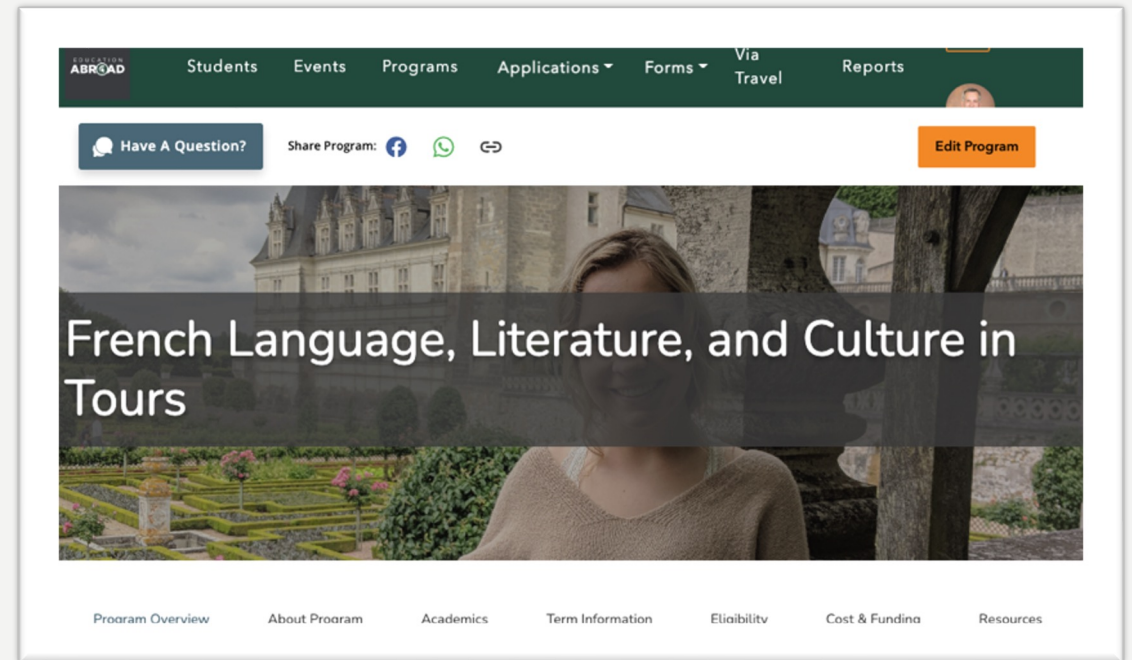 EDUCATION
ABROAD
Students Events Programs Applications Forms Via Travel Reports
Have A Question? Share Program: Edit Program
French Language, Literature, and Culture in
Tours
Program Overview About Program Academics Term Information Eligibility Cost & Funding Resources